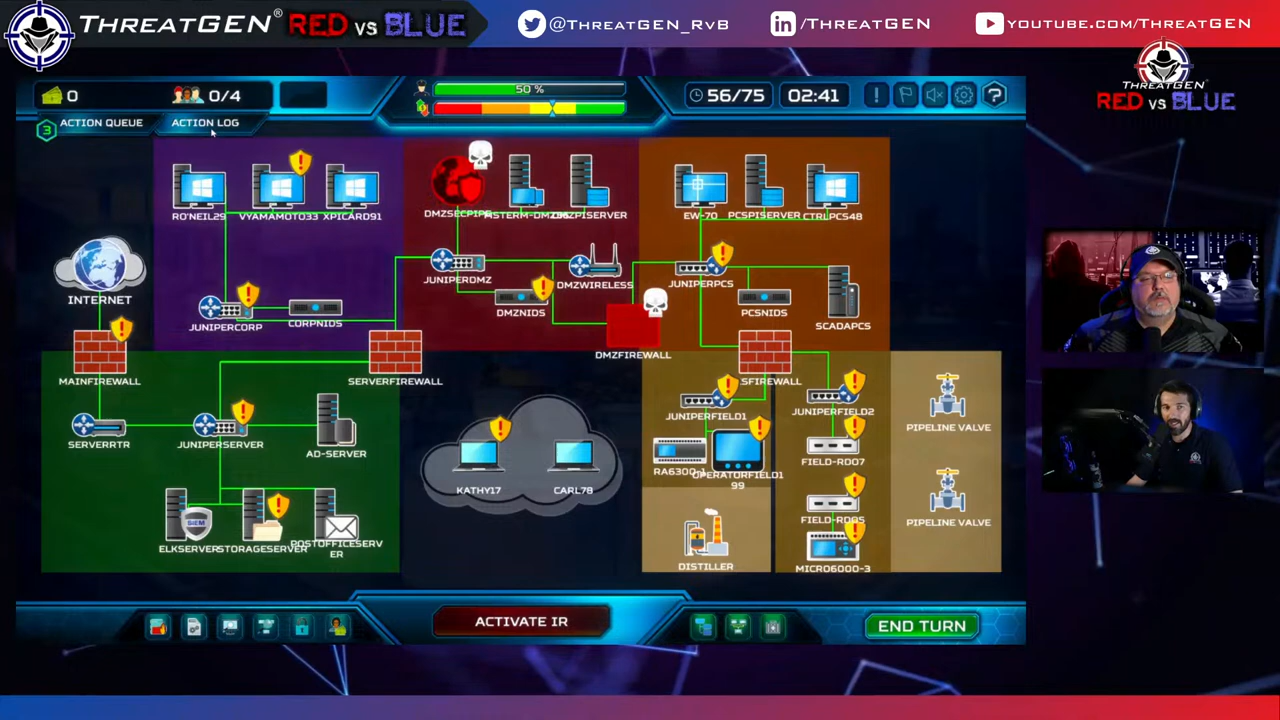 THREATGEN® RED VS BLUE
@THREATGEN_RVB
/THREATGEN
YOUTUBE.COM/THREATGEN
THREATGEN®
RED VS BLUE
0
0/4
50 %
56/75
02:41
?
3
ACTION QUEUE
ACTION LOG
RO'NEIL29
VYAMAMOTO33
XPICARD91
DMZPISERVER
EW-70
PCSPISERVER
CTRLPCS48
INTERNET
JUNIPERCORP
CORPNIDS
JUNIPERDMZ
DMZWIRELESS
DMZNIDS
JUNIPERPCS
PCSNIDS
SCADAPCS
MAINFIREWALL
SERVERFIREWALL
DMZFIREWALL
SFIREWALL
SERVERRTR
JUNIPERSERVER
AD-SERVER
JUNIPERFIELD1
JUNIPERFIELD2
PIPELINE VALVE
KATHY17
CARL78
RA6300-1
OPERATORFIELD1
99
FIELD-RD07
SIEM
ELKSERVER
STORAGESERVER
POSTOFFICESERV
ER
FIELD-RD05
PIPELINE VALVE
DISTILLER
MICRO6000-3
ACTIVATE IR
END TURN